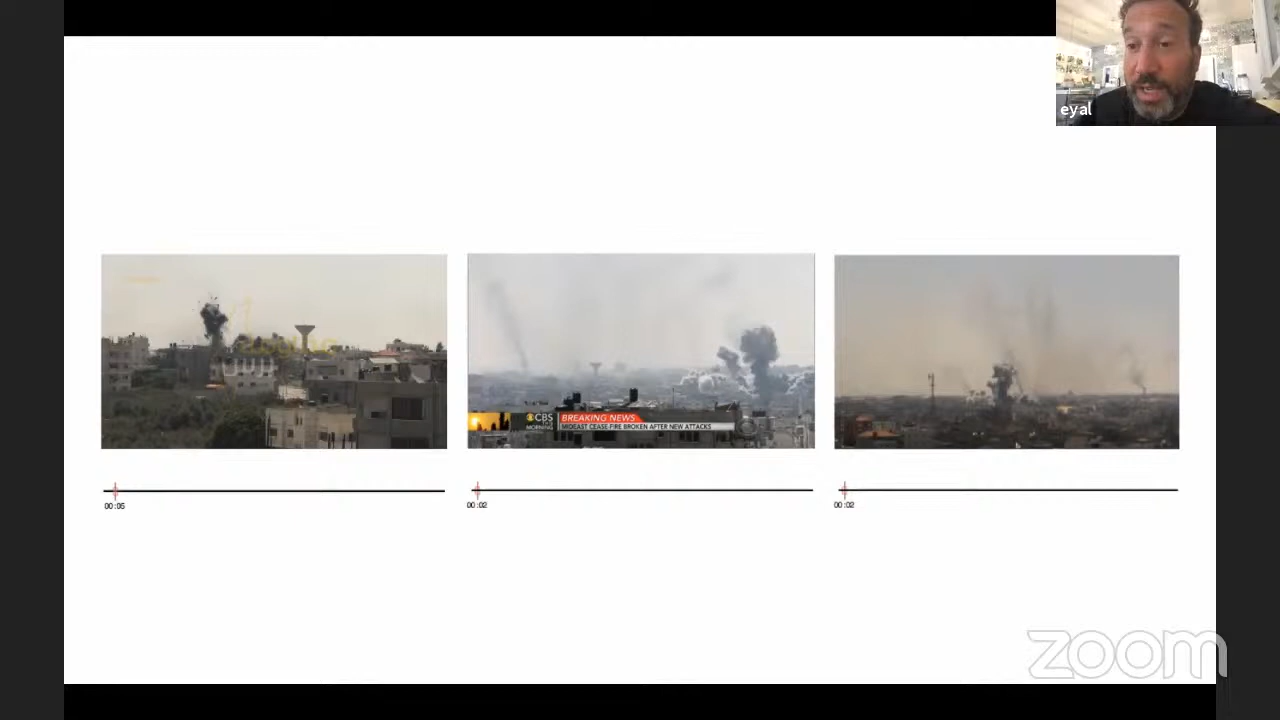 eyal
CBS
THIS
MORNING
BREAKING NEWS
MIDEAST CEASE-FIRE BROKEN AFTER NEW ATTACKS
00:05
00:02
00:02
zoom